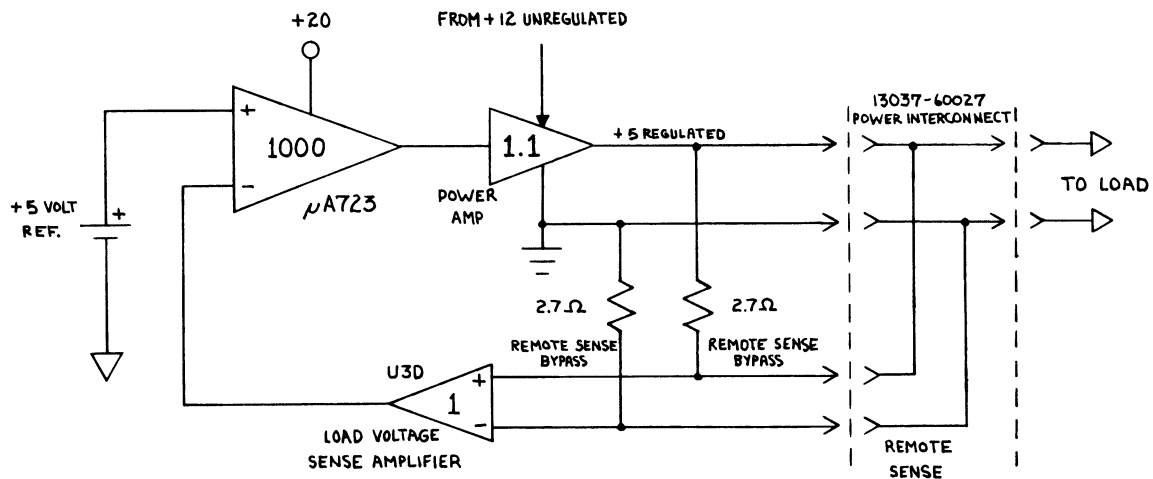 +20
FROM +12 UNREGULATED
+
1000
-
μA723
+5 VOLT
REF.
+
1.1
POWER
AMP
+5 REGULATED
13037-60027
POWER INTERCONNECT
TO LOAD
2.7Ω
2.7Ω
REMOTE SENSE
BYPASS
REMOTE SENSE
BYPASS
U3D
+
1
-
LOAD VOLTAGE
SENSE AMPLIFIER
REMOTE
SENSE